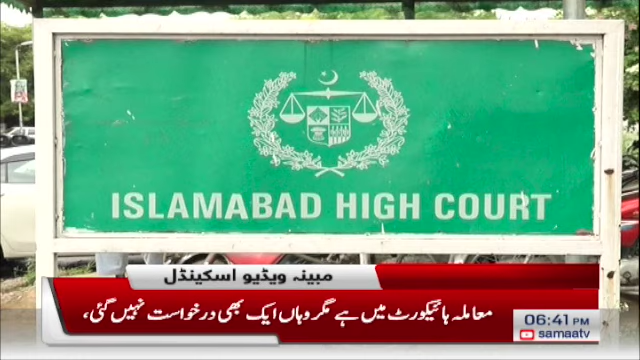 ISLAMABAD HIGH COURT
مبینہ ویڈیو اسکینڈل
معاملہ ہائیکورٹ میں ہے مگر وہاں ایک بھی درخواست نہیں گئی،
06:41 PM
samaatv